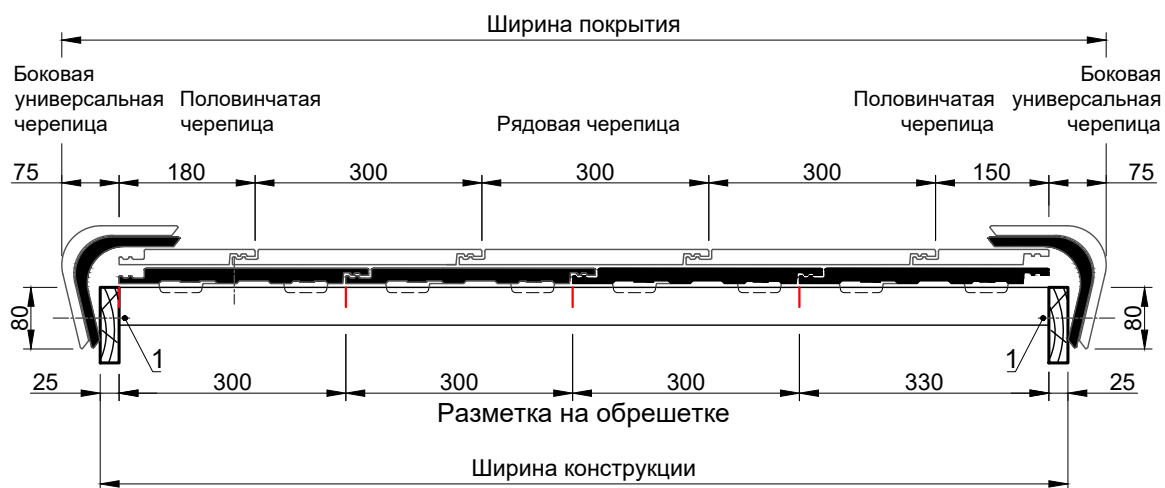 Ширина покрытия
Боковая
универсальная
черепица
Половинчатая
черепица
Рядовая черепица
Половинчатая
черепица
Боковая
универсальная
черепица
75 180 300 300 300 150 75
80 80
1 1
25 300 300 300 330 25
Разметка на обрешетке
Ширина конструкции